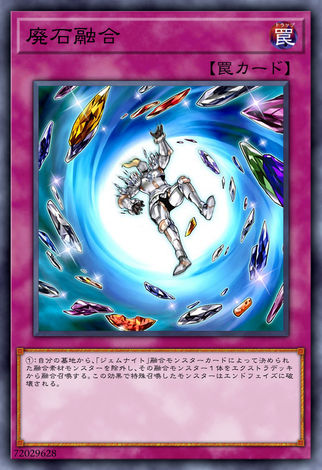 廃石融合
トラップ
罠
【罠カード】
①:自分の墓地から、「ジェムナイト」融合モンスターカードによって決められ
た融合素材モンスターを除外し、その融合モンスター1体をエクストラデッキ
から融合召喚する。この効果で特殊召喚したモンスターはエンドフェイズに破
壊される。
72029628